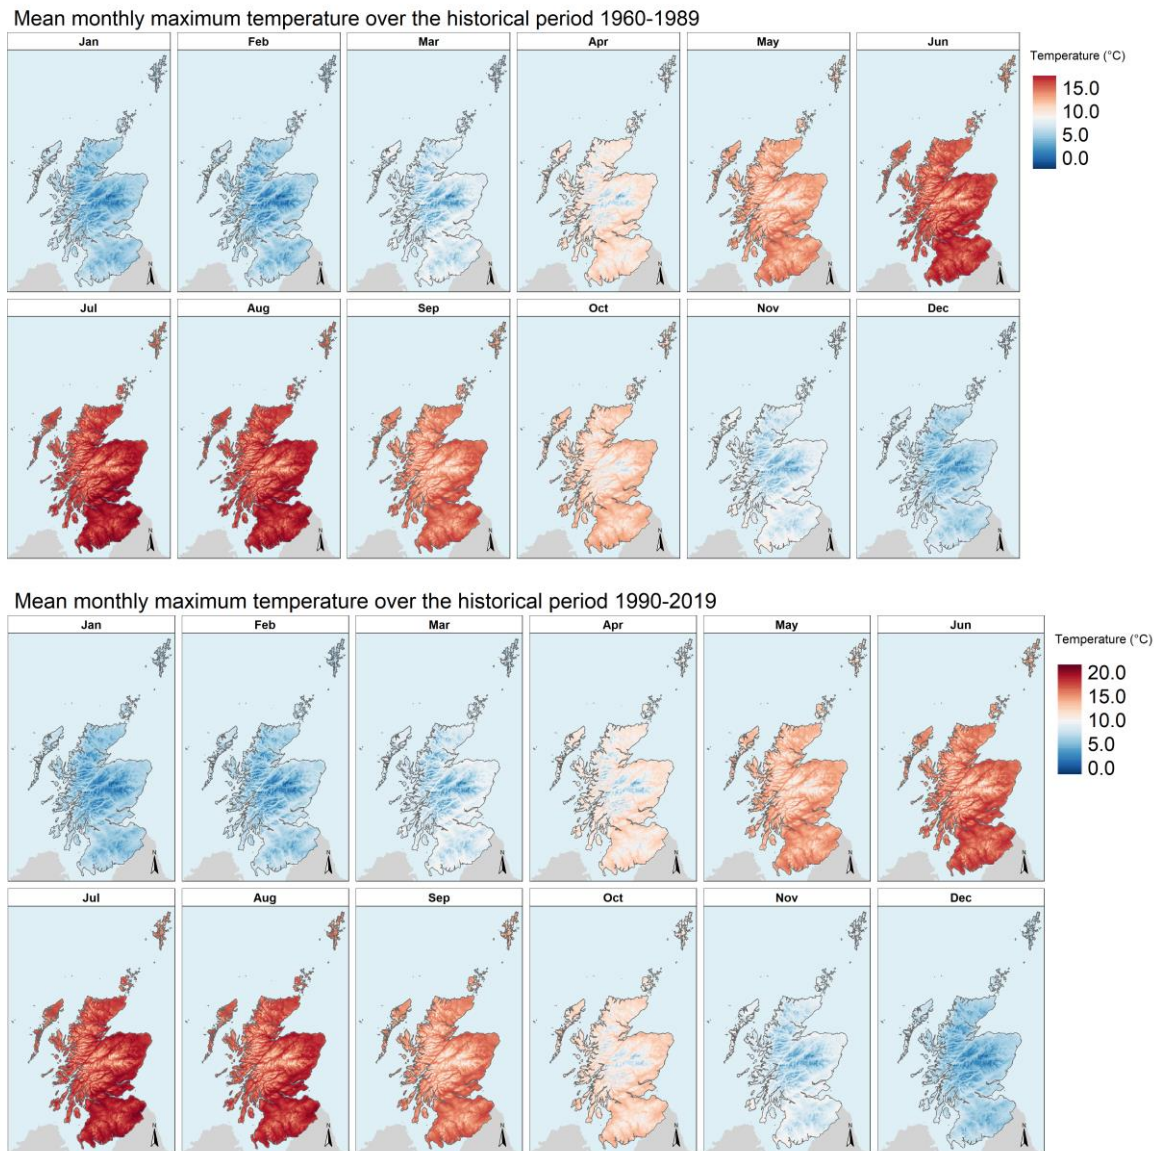 Mean monthly maximum temperature over the historical period 1960-1989
Jan Feb Mar Apr May Jun
Temperature (°C)
15.0
10.0
5.0
0.0
N N N N N N
Jul Aug Sep Oct Nov Dec
N N N N N N
Mean monthly maximum temperature over the historical period 1990-2019
Jan Feb Mar Apr May Jun
Temperature (°C)
20.0
15.0
10.0
5.0
0.0
N N N N N N
Jul Aug Sep Oct Nov Dec
N N N N N N